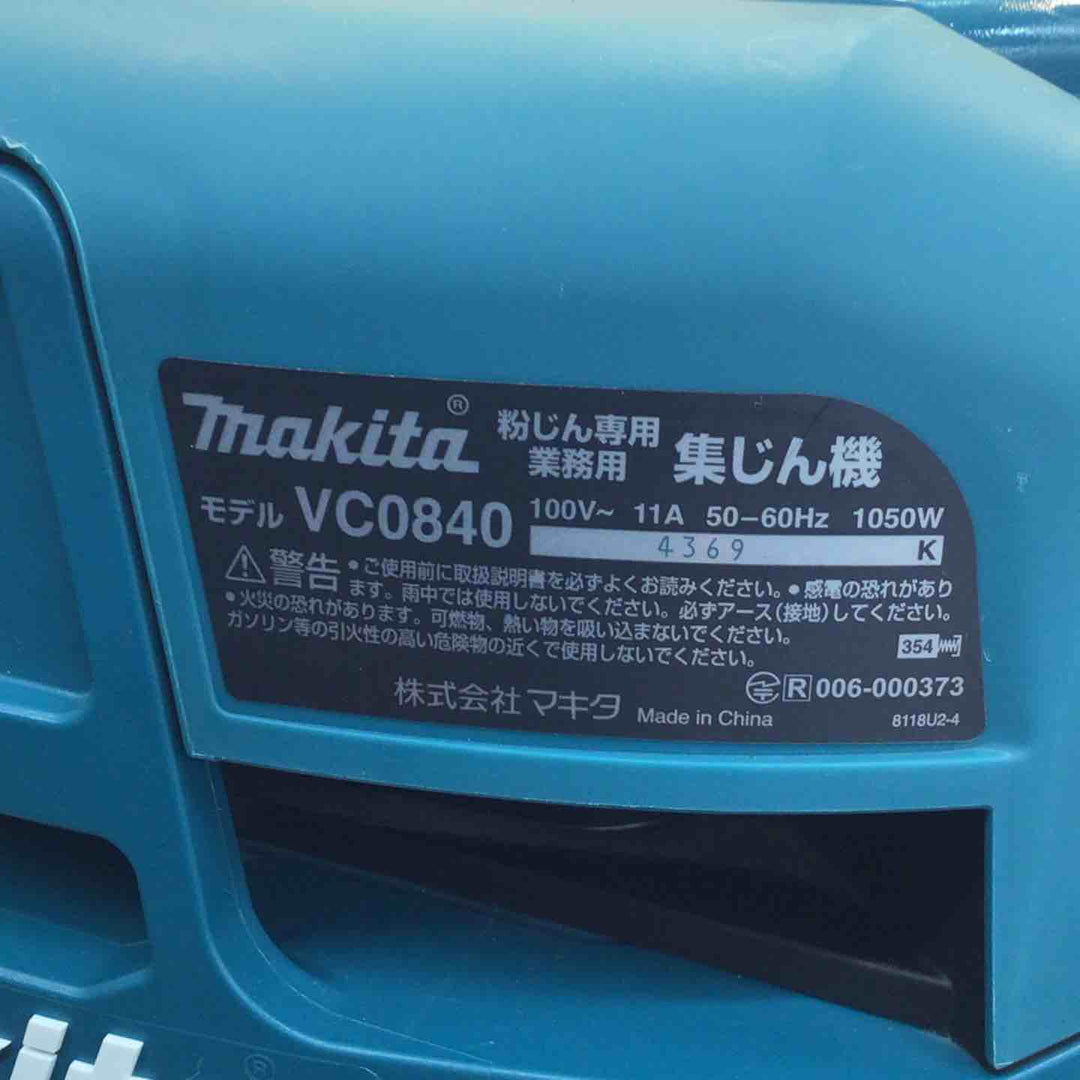 makita® 粉じん専用 業務用 集じん機
モデル VC0840 100V~ 11A 50-60Hz 1050W
4369 K
警告 •ご使用前に取扱説明書を必ずよくお読みください。•感電の恐れがあり
ます。雨中では使用しないでください。必ずアース(接地)してください。
•火災の恐れがあります。可燃物、熱い物を吸い込まないでください。
ガソリン等の引火性の高い危険物の近くで使用しないでください。
354
R 006-000373
株式会社 マキタ Made in China 8118U2-4
kit ®